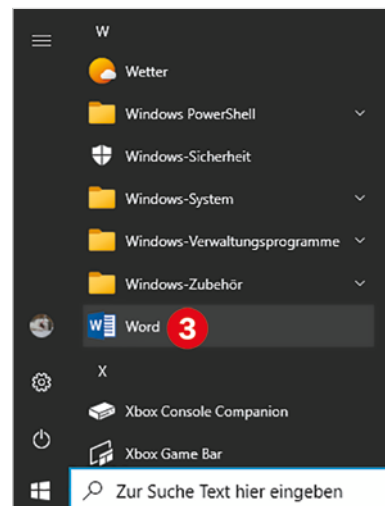 W
Wetter
Windows PowerShell
Windows-Sicherheit
Windows-System
Windows-Verwaltungsprogramme
Windows-Zubehör
W Word 3
X
Xbox Console Companion
Xbox Game Bar
Zur Suche Text hier eingeben